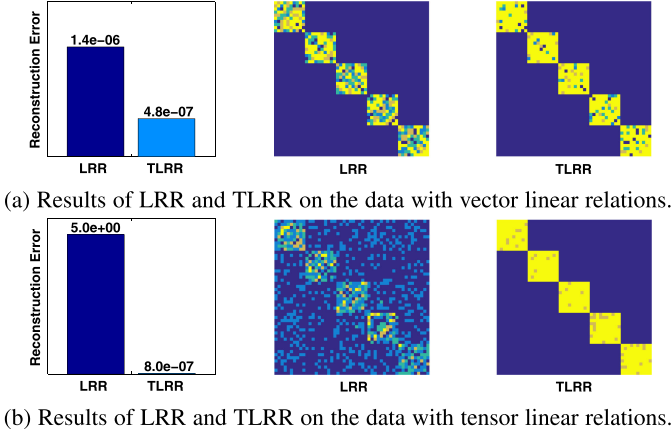 Reconstruction Error
1.4e-06
4.8e-07
LRR TLRR
LRR
TLRR
(a) Results of LRR and TLRR on the data with vector linear relations.
Reconstruction Error
5.0e+00
8.0e-07
LRR TLRR
LRR
TLRR
(b) Results of LRR and TLRR on the data with tensor linear relations.